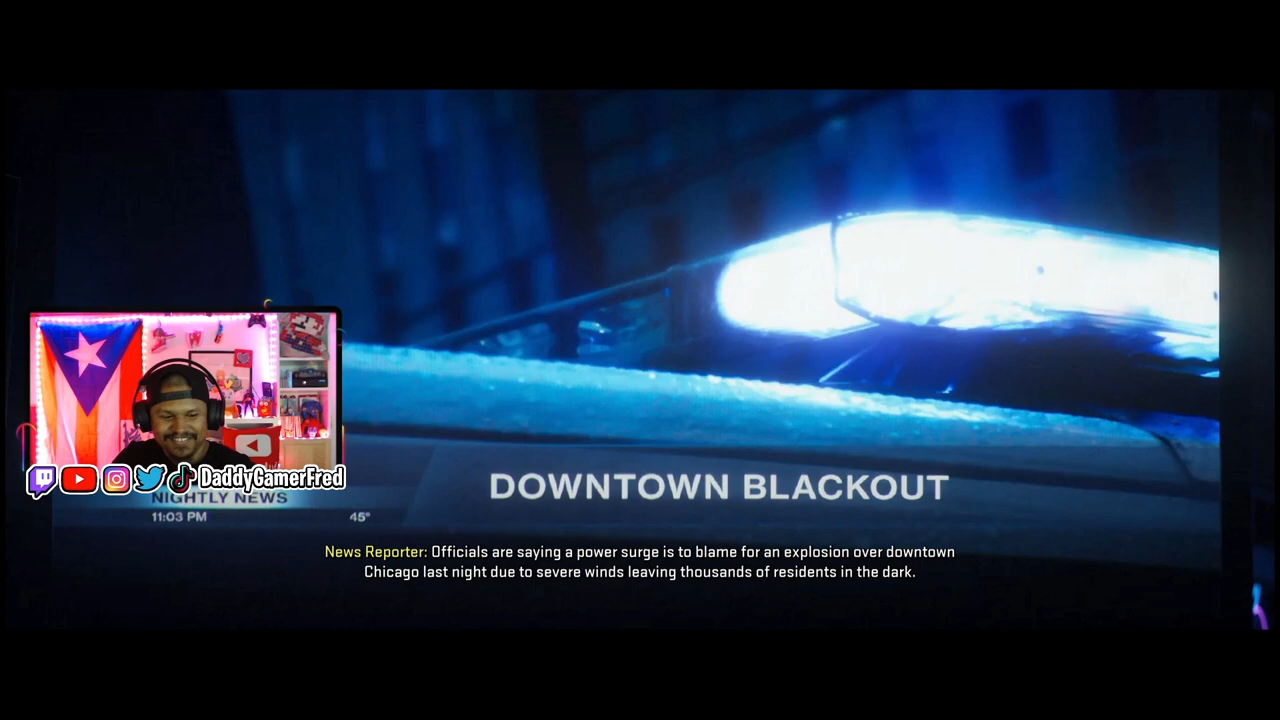 DaddyGamerFred
NIGHTLY NEWS
DOWNTOWN BLACKOUT
11:03 PM
45°
News Reporter: Officials are saying a power surge is to blame for an explosion over downtown
Chicago last night due to severe winds leaving thousands of residents in the dark.